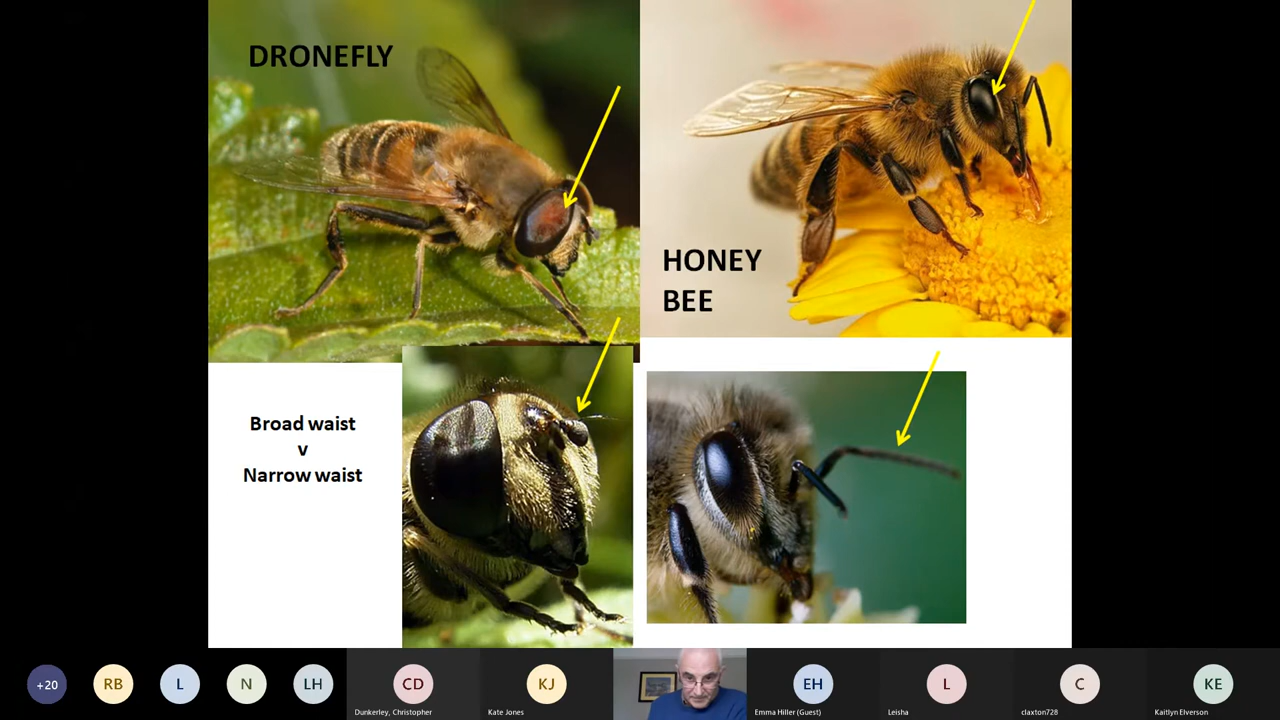 DRONEFLY
HONEY
BEE
Broad waist
v
Narrow waist
+20
RB
L
N
LH
CD
Dunkerley, Christopher
KJ
Kate Jones
EH
Emma Hiller (Guest)
L
Leisha
C
claxton728
KE
Kaitlyn Elverson